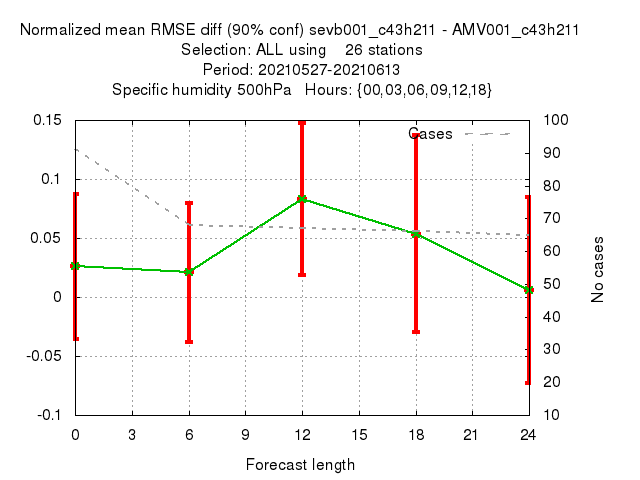 Normalized mean RMSE diff (90% conf) sevb001_c43h211 - AMV001_c43h211
Selection: ALL using    26 stations
Period: 20210527-20210613
Specific humidity 500hPa   Hours: {00,03,06,09,12,18}
0.15
0.1
0.05
0
-0.05
-0.1
Cases
100
90
80
70
60
50
40
30
20
10
No cases
0 3 6 9 12 15 18 21 24
Forecast length